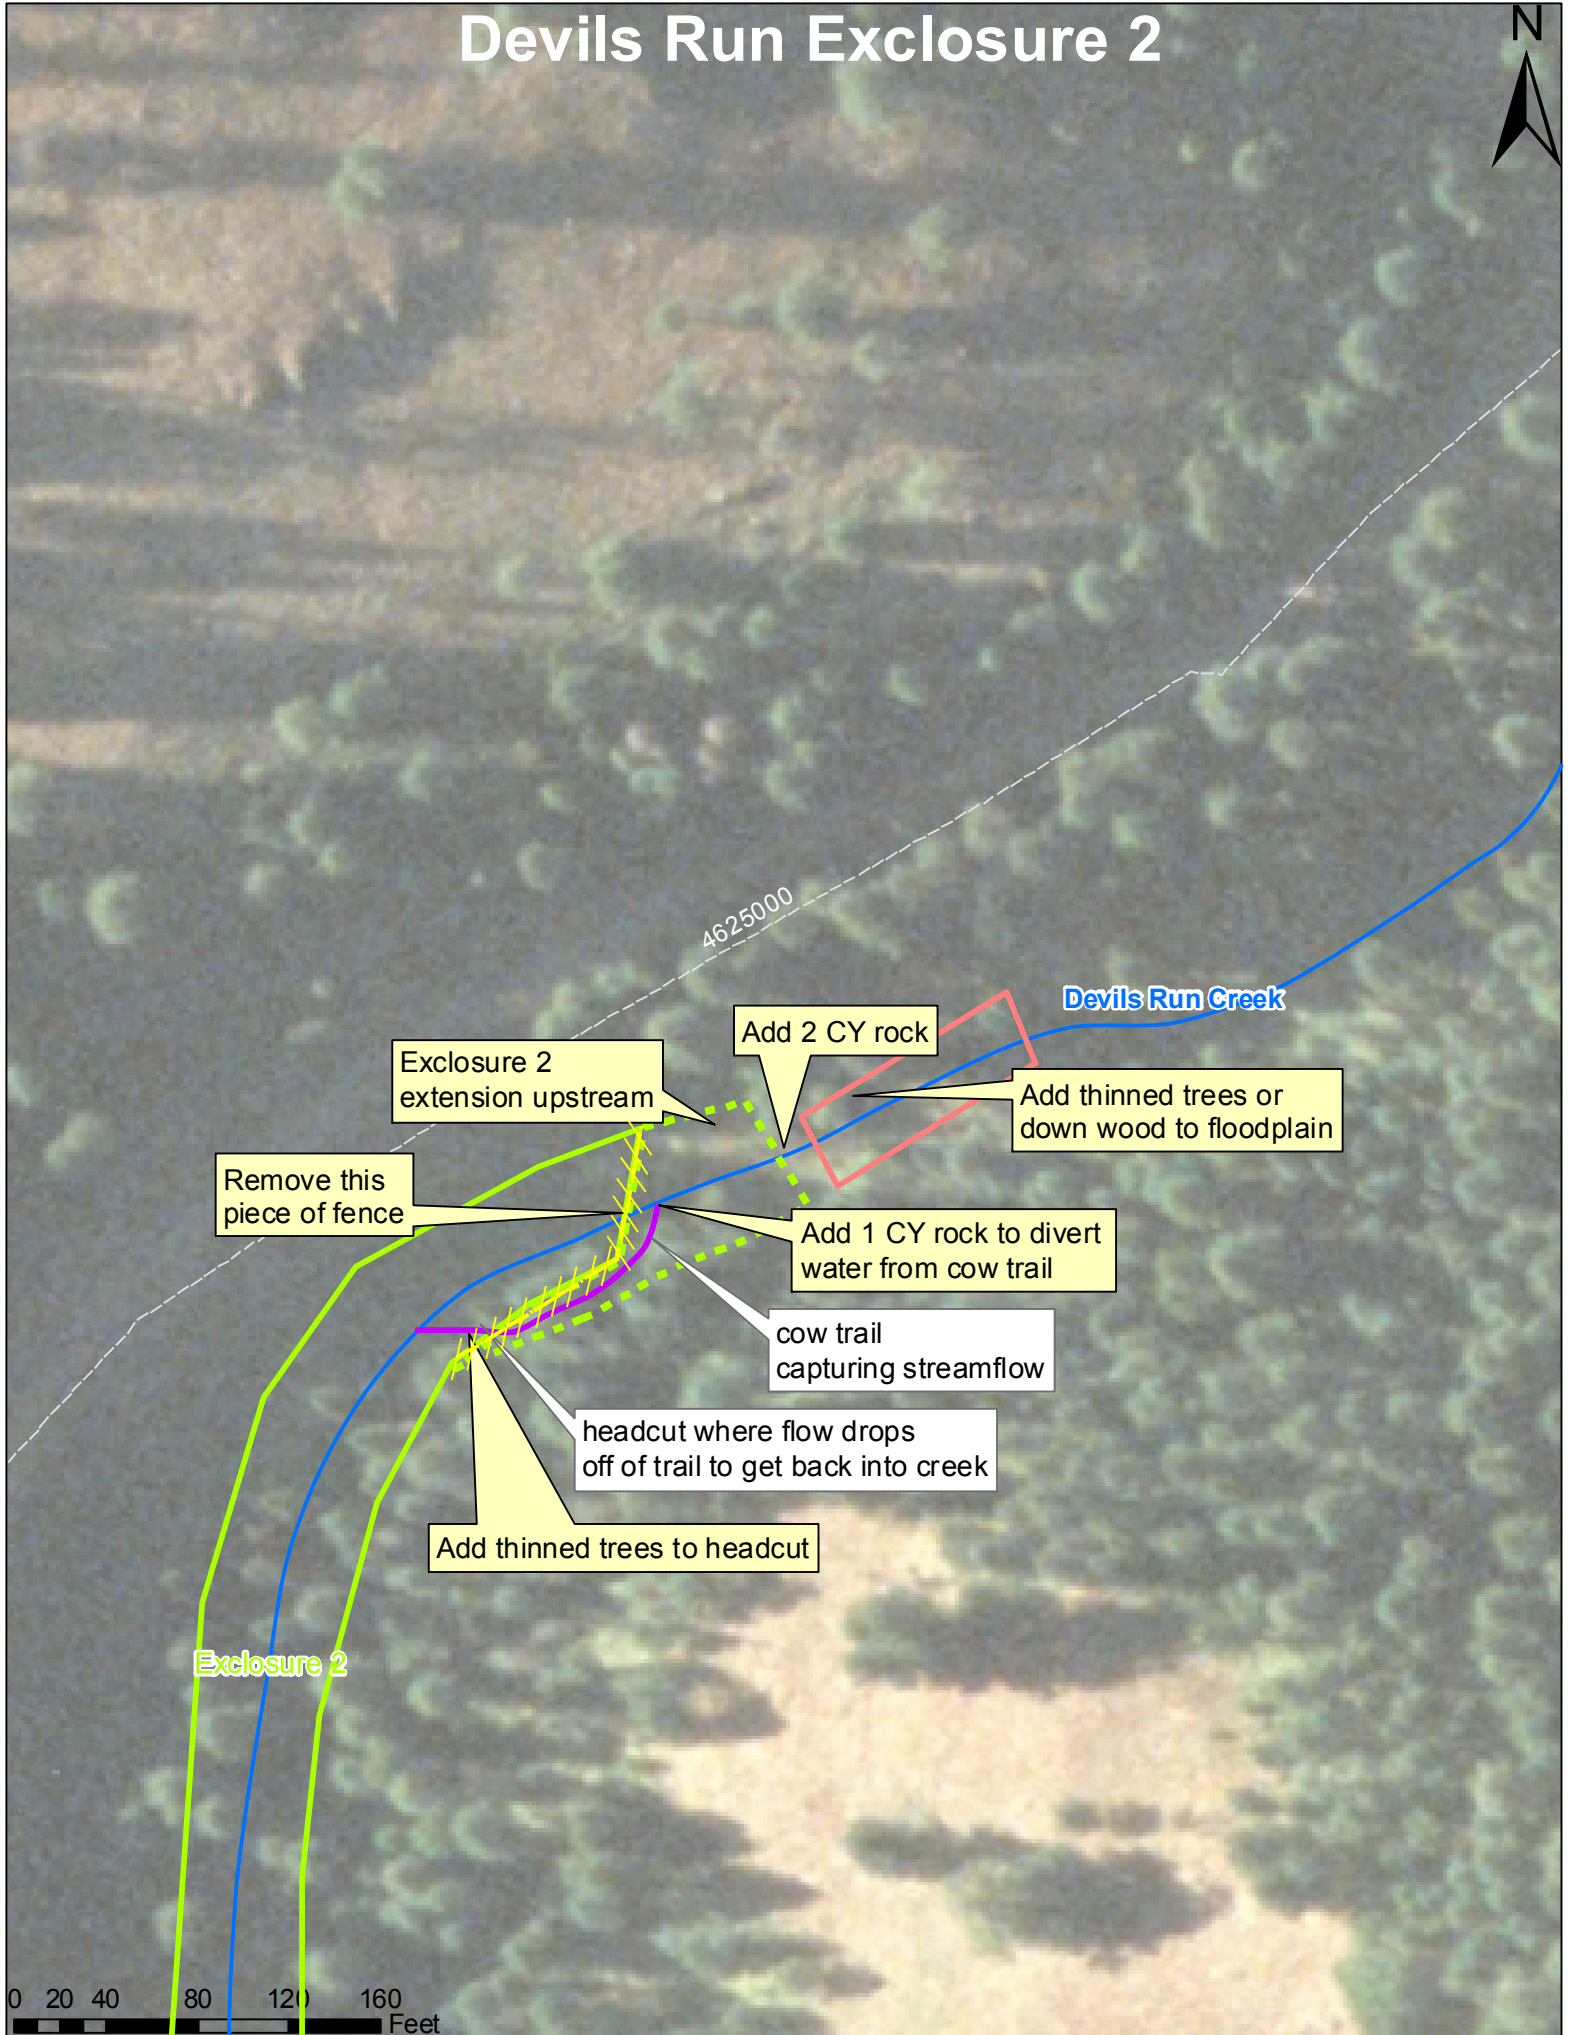 Devils Run Exclosure 2
N
4625000
Devils Run Creek
Add 2 CY rock
Exclosure 2
extension upstream
Add thinned trees or
down wood to floodplain
Remove this
piece of fence
Add 1 CY rock to divert
water from cow trail
cow trail
capturing streamflow
headcut where flow drops
off of trail to get back into creek
Add thinned trees to headcut
Exclosure 2
0 20 40 80 120 160
Feet